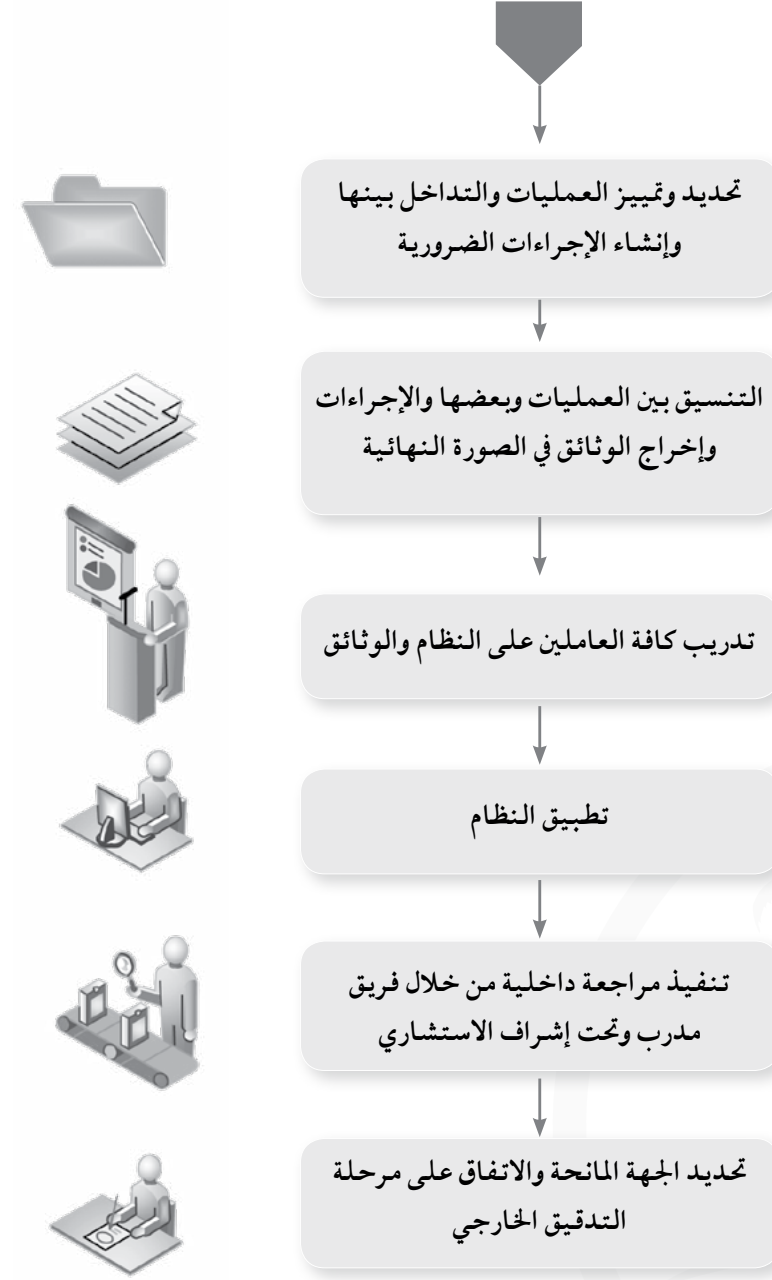 تحديد وتمييز العمليات والتداخل بينها
وإنشاء الإجراءات الضرورية
التنسيق بين العمليات وبعضها والإجراءات
وإخراج الوثائق في الصورة النهائية
تدريب كافة العاملين على النظام والوثائق
تطبيق النظام
تنفيذ مراجعة داخلية من خلال فريق
مدرب وتحت إشراف الاستشاري
تحديد الجهة المانحة والاتفاق على مرحلة
التدقيق الخارجي